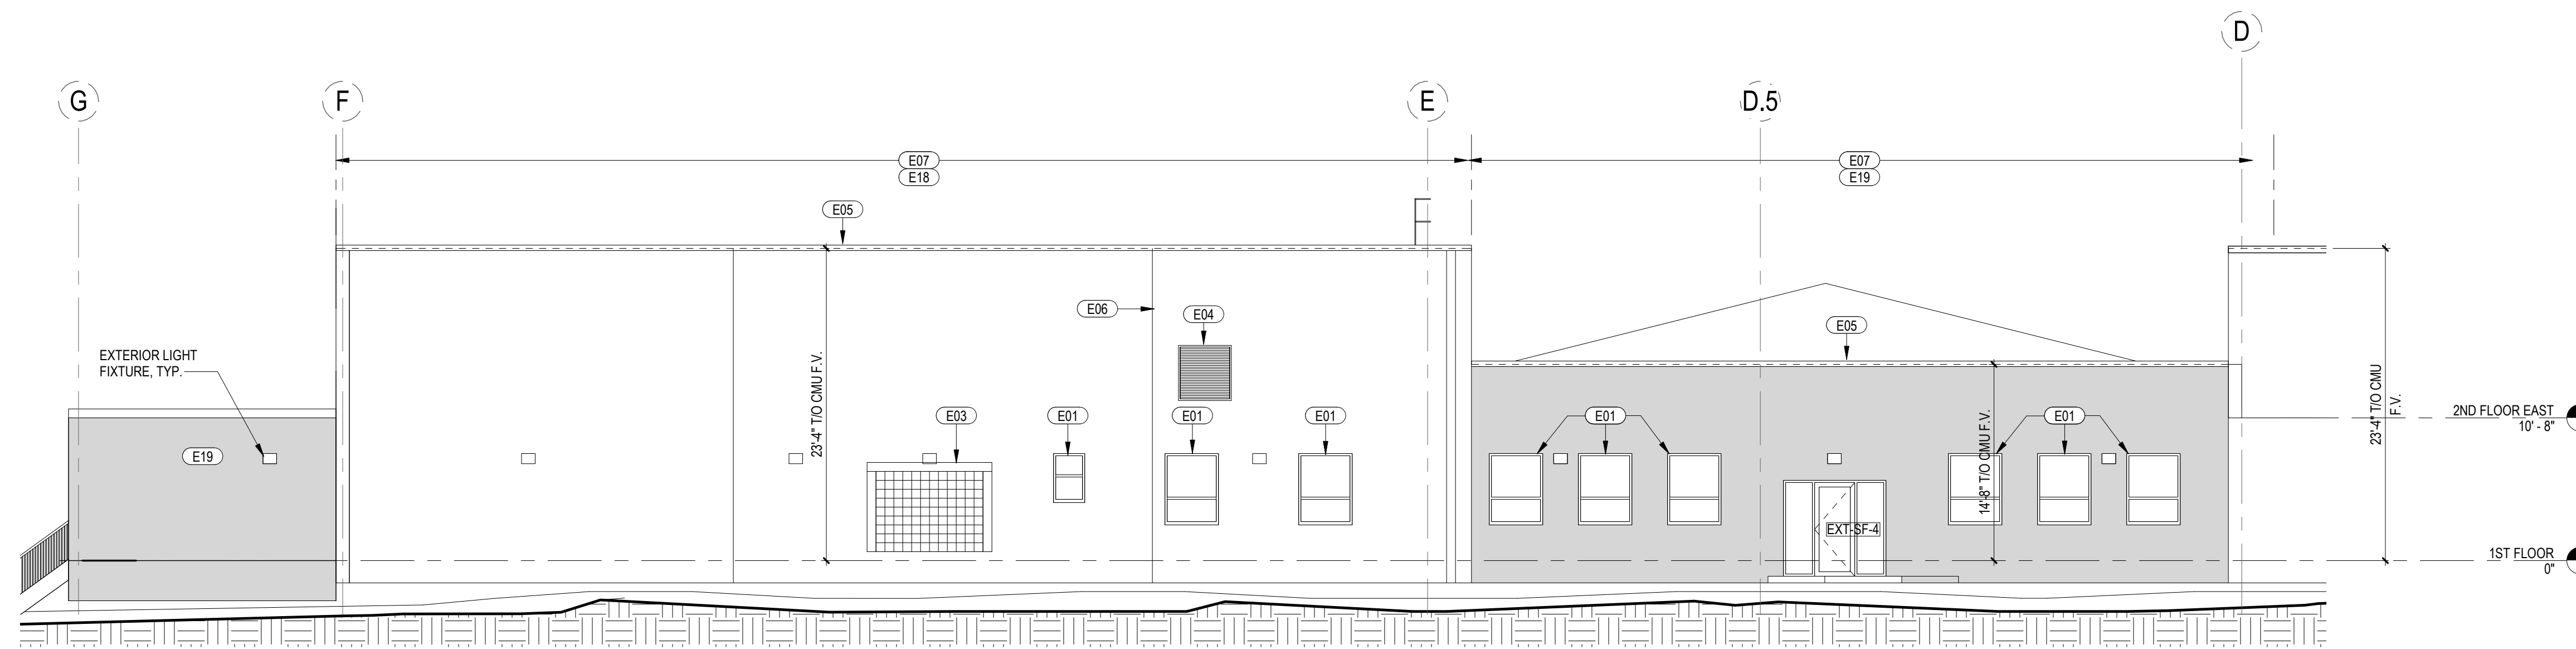 D
G
F
E
D.5
E07
E18
E07
E19
E05
E06
E04
E05
EXTERIOR LIGHT
FIXTURE, TYP.
23'-4" T/O CMU F.V.
E03
E01
E01
E01
E01
E01
14'-8" T/O CMU F.V.
23'-4" T/O CMU
F.V.
2ND FLOOR EAST
10' - 8"
E19
EXT-SF-4
1ST FLOOR
0"